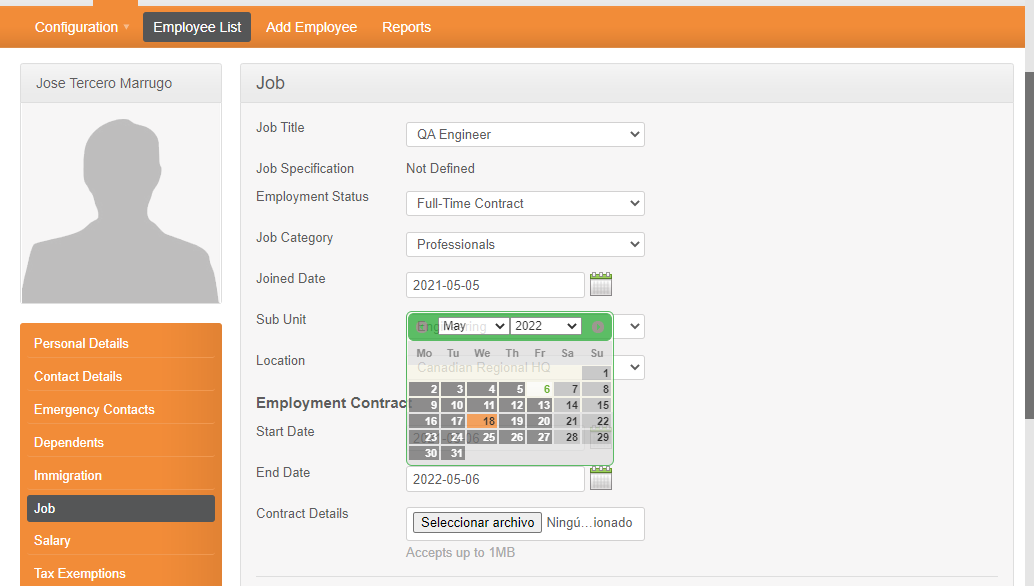 Configuration Employee List Add Employee Reports
Jose Tercero Marrugo
Personal Details
Contact Details
Emergency Contacts
Dependents
Immigration
Job
Salary
Tax Exemptions
Job
Job Title QA Engineer
Job Specification Not Defined
Employment Status Full-Time Contract
Job Category Professionals
Joined Date 2021-05-05
Sub Unit Engineering
May 2022
Mo Tu We Th Fr Sa Su
Location Canadian Regional HQ
1
2 3 4 5 6 7 8
9 10 11 12 13 14 15
16 17 18 19 20 21 22
23 24 25 26 27 28 29
30 31
Employment Contract
Start Date
End Date 2022-05-06
Contract Details Seleccionar archivo Ningú...ionado
Accepts up to 1MB